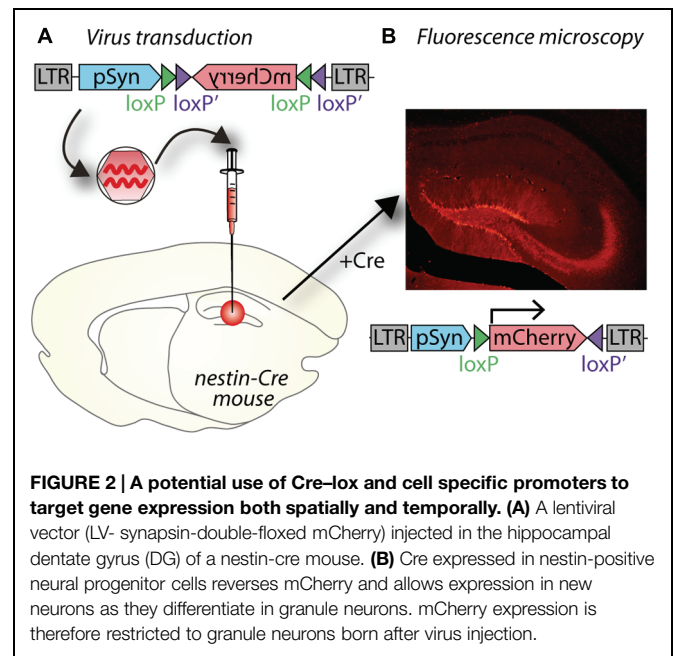 A Virus transduction
B Fluorescence microscopy
LTR pSyn mCherry LTR
loxP loxP' loxP loxP'
+Cre
LTR pSyn mCherry LTR
loxP loxP'
nestin-Cre
mouse
FIGURE 2 | A potential use of Cre–lox and cell specific promoters to
target gene expression both spatially and temporally. (A) A lentiviral
vector (LV- synapsin-double-floxed mCherry) injected in the hippocampal
dentate gyrus (DG) of a nestin-cre mouse. (B) Cre expressed in nestin-positive
neural progenitor cells reverses mCherry and allows expression in new
neurons as they differentiate in granule neurons. mCherry expression is
therefore restricted to granule neurons born after virus injection.